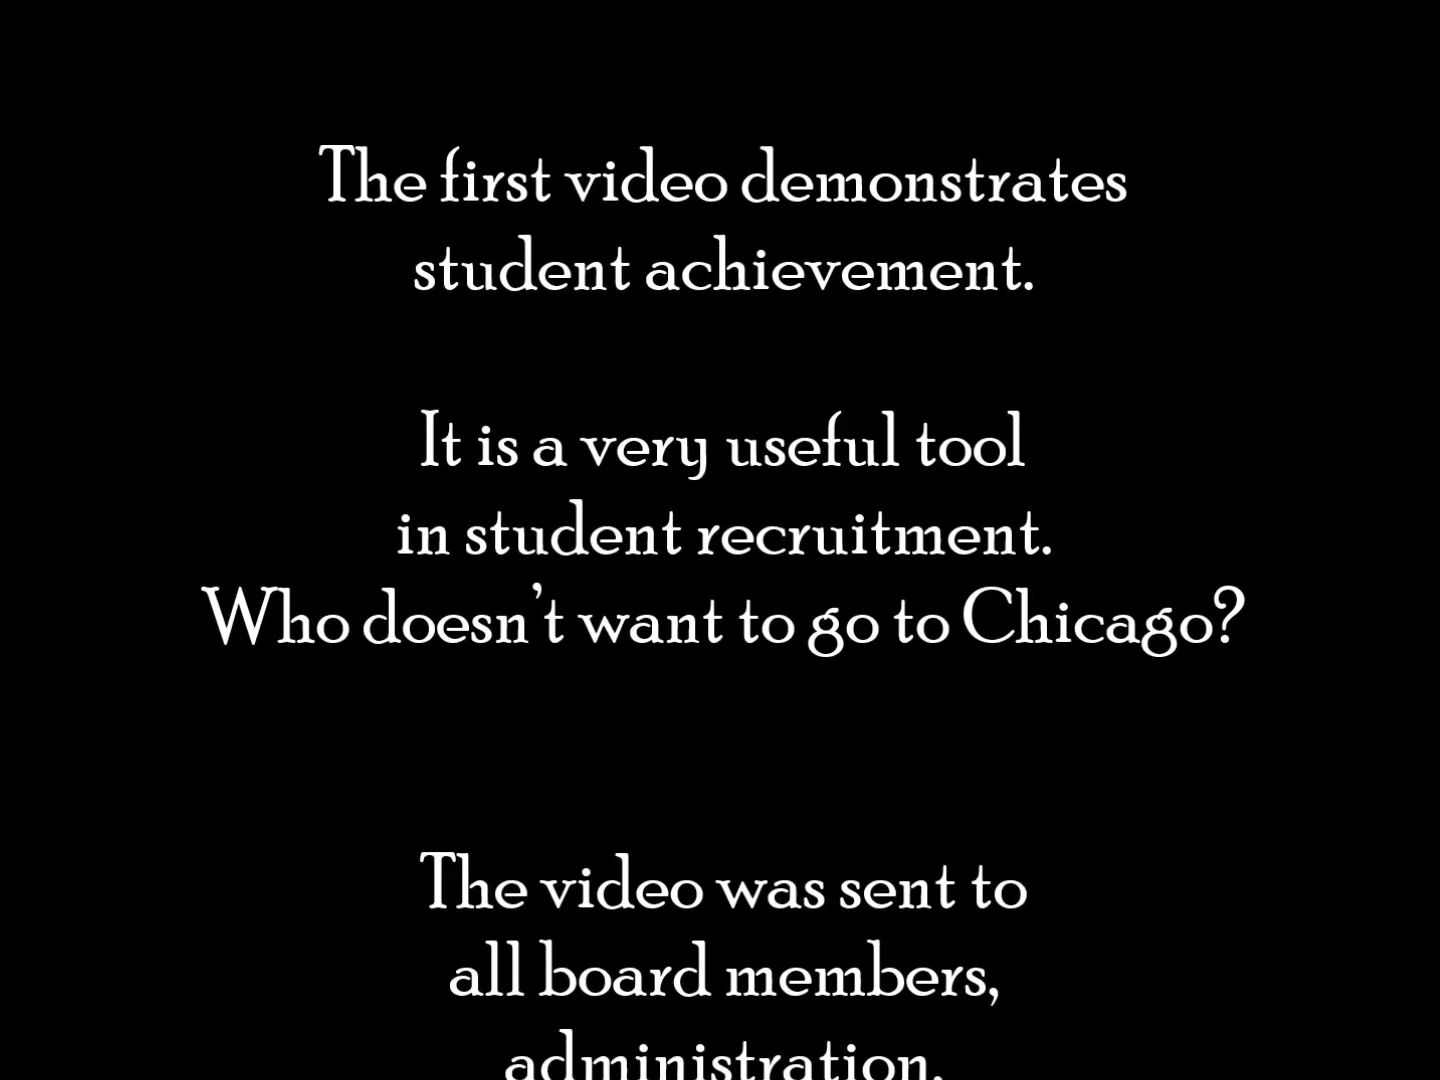 The first video demonstrates
student achievement.
It is a very useful tool
in student recruitment.
Who doesn't want to go to Chicago?
The video was sent to
all board members,
administration,